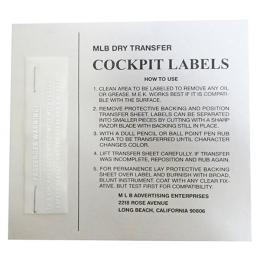 MLB DRY TRANSFER
COCKPIT LABELS
HOW TO USE
1. CLEAN AREA TO BE LABELED TO REMOVE ANY OIL
OR GREASE. M.E.K. WORKS BEST IF IT IS COMPATI-
BLE WITH THE SURFACE.
2. REMOVE PROTECTIVE BACKING AND POSITION
TRANSFER SHEET. LABELS CAN BE SEPARATED
INTO SMALLER PIECES BY CUTTING WITH A SHARP
RAZOR BLADE WITH BACKING STILL IN PLACE.
3. WITH A DULL PENCIL OR BALL POINT PEN RUB
AREA TO BE TRANSFERRED UNTIL CHARACTER
CHANGES COLOR.
4. LIFT TRANSFER SHEET CAREFULLY. IF TRANSFER
WAS INCOMPLETE, REPOSITION AND RUB AGAIN.
5. FOR PERMANENCE LAY PROTECTIVE BACKING
SHEET OVER LABEL AND BURNISH WITH BROAD,
BLUNT INSTRUMENT. COAT WITH ANY CLEAR FIX-
ATIVE, BUT TEST FIRST FOR COMPATIBILITY.
M L B ADVERTISING ENTERPRISES
2218 ROSE AVENUE
LONG BEACH, CALIFORNIA 90806